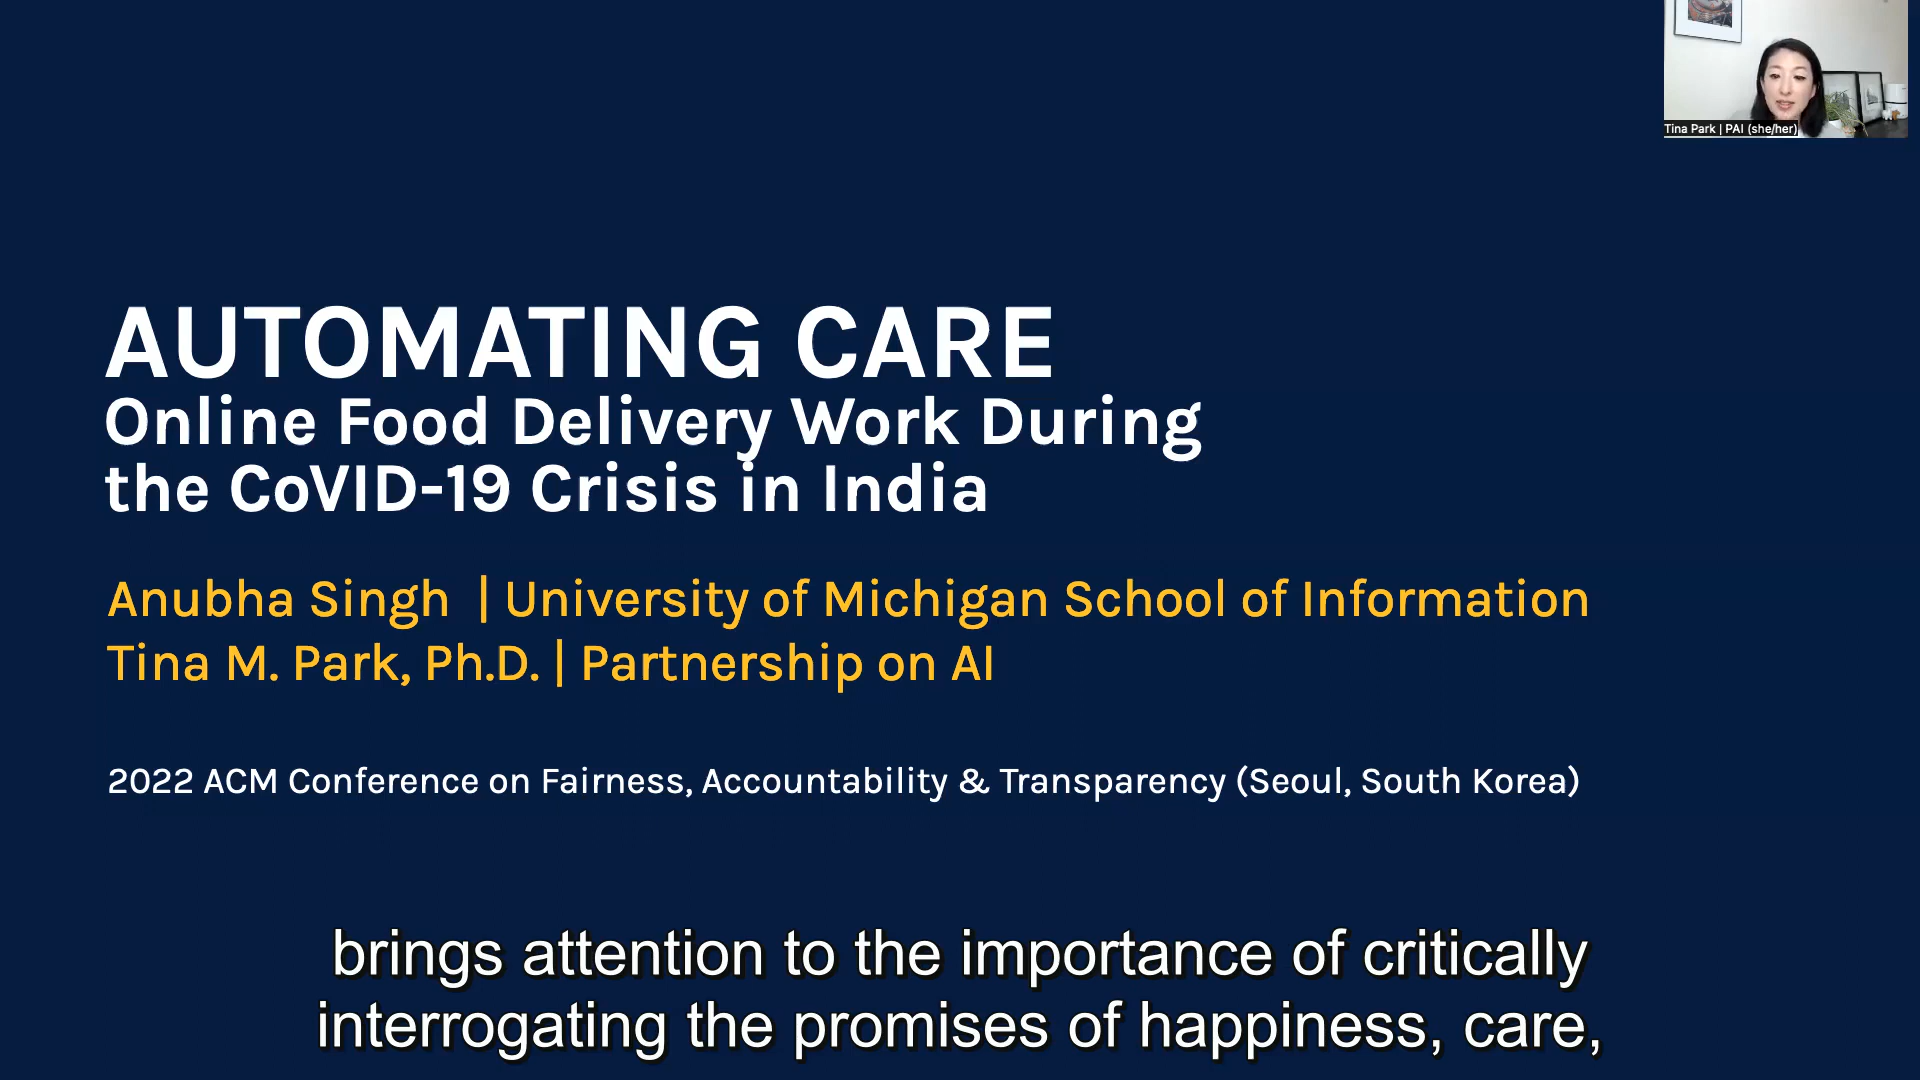 Tina Park | PAI (she/her)
AUTOMATING CARE
Online Food Delivery Work During
the CoVID-19 Crisis in India
Anubha Singh | University of Michigan School of Information
Tina M. Park, Ph.D. | Partnership on AI
2022 ACM Conference on Fairness, Accountability & Transparency (Seoul, South Korea)
brings attention to the importance of critically
interrogating the promises of happiness, care,